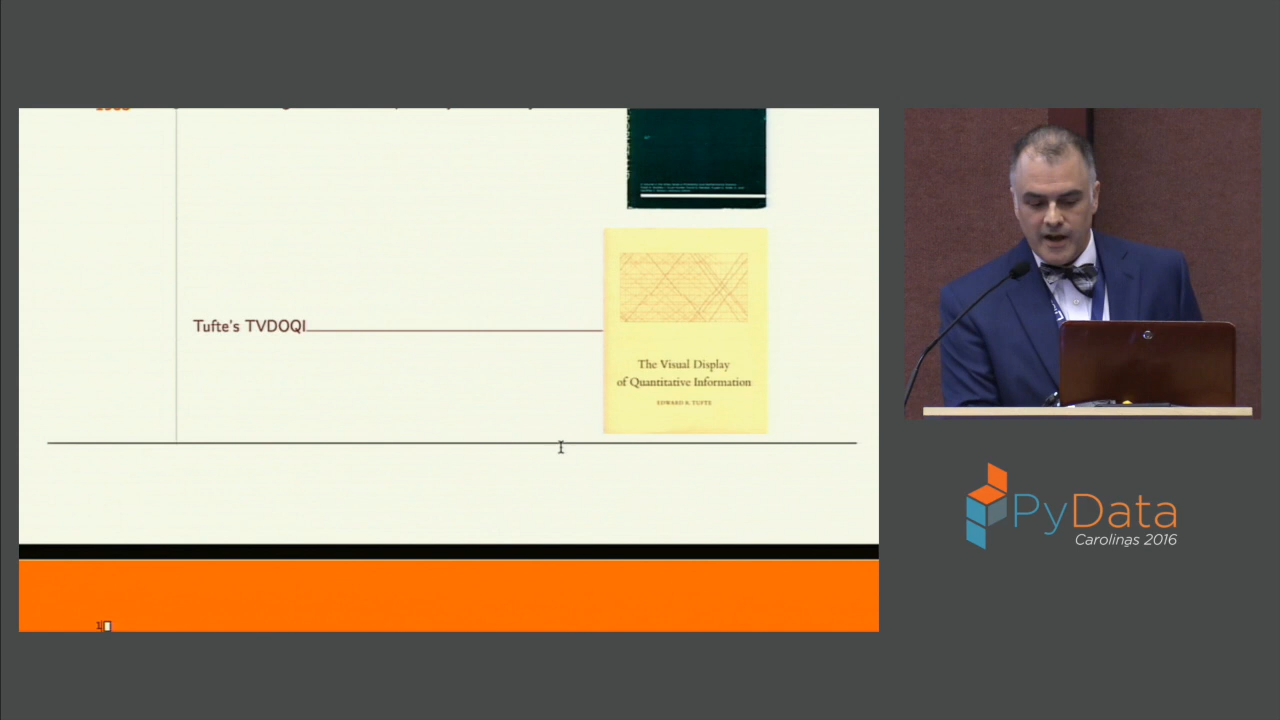 Tufte's TVDOQI
The Visual Display
of Quantitative Information
EDWARD R. TUFTE
PyData
Carolinas 2016